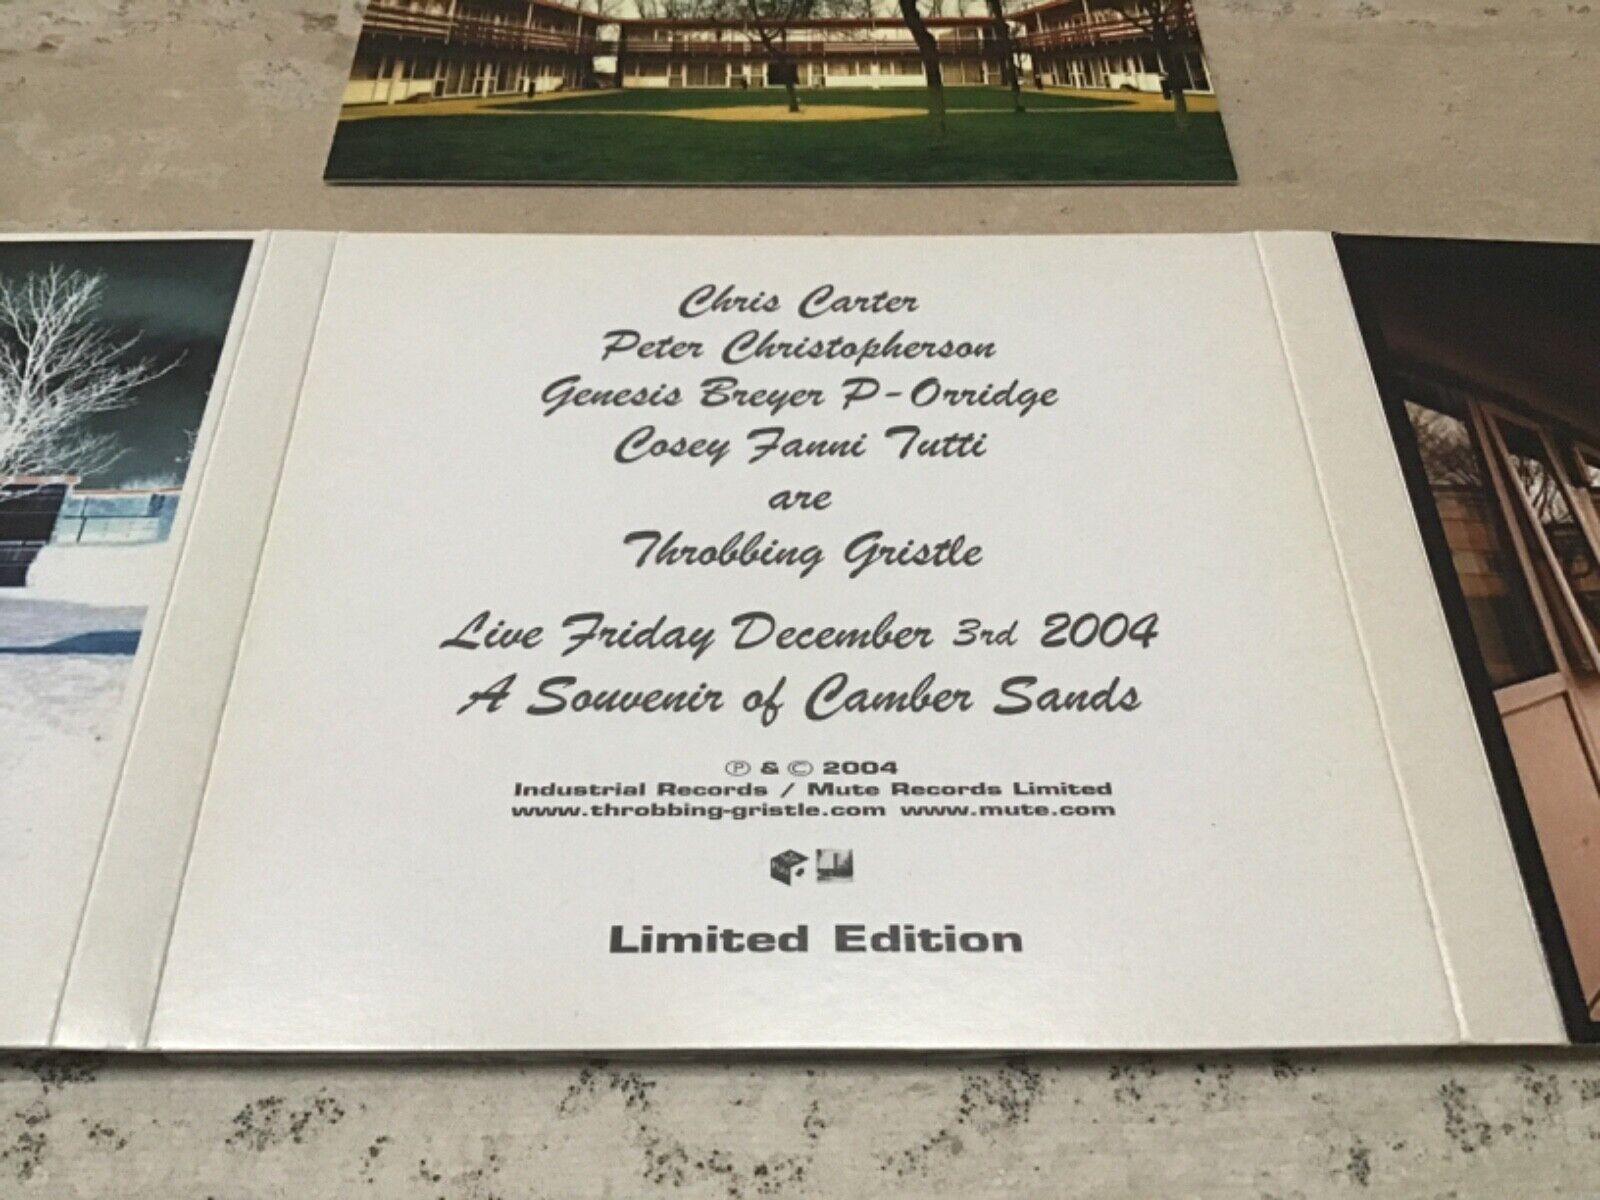 Chris Carter
Peter Christopherson
Genesis Breyer P-Orridge
Cosey Fanni Tutti
are
Throbbing Gristle
Live Friday December 3rd 2004
A Souvenir of Camber Sands
℗ & © 2004
Industrial Records / Mute Records Limited
www.throbbing-gristle.com www.mute.com
Limited Edition